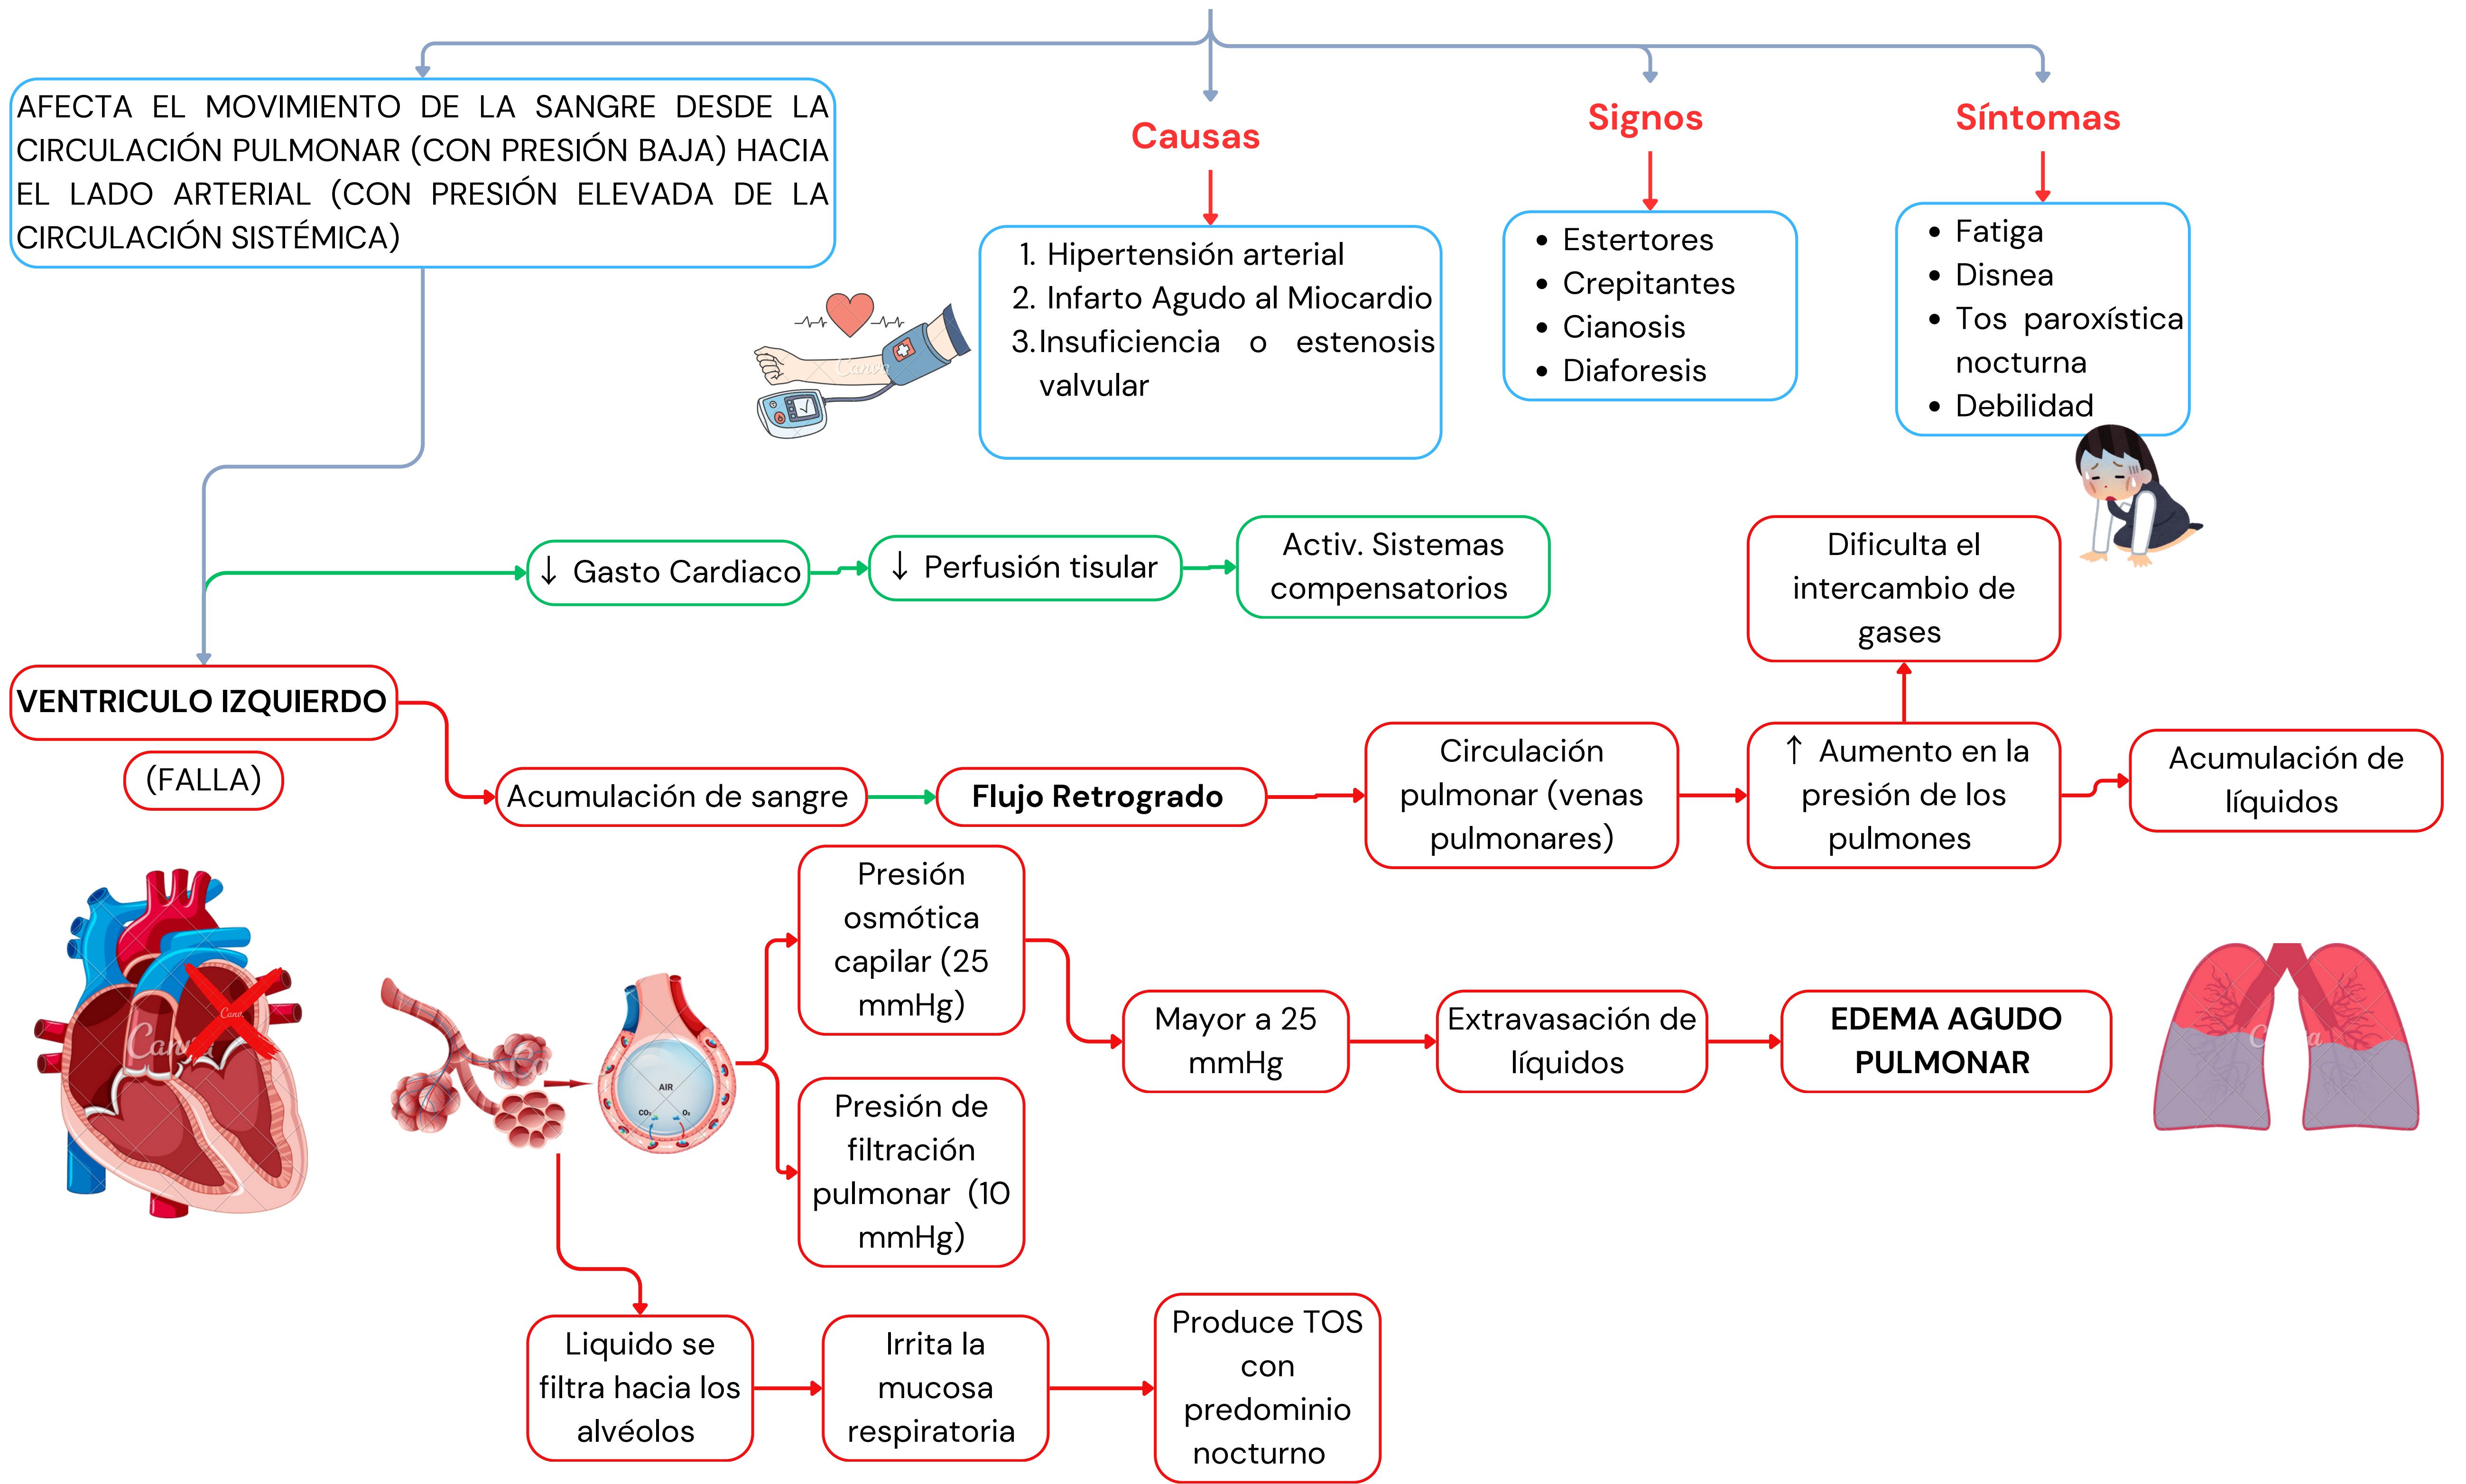 AFECTA EL MOVIMIENTO DE LA SANGRE DESDE LA
CIRCULACIÓN PULMONAR (CON PRESIÓN BAJA) HACIA
EL LADO ARTERIAL (CON PRESIÓN ELEVADA DE LA
CIRCULACIÓN SISTÉMICA)
Causas
1. Hipertensión arterial
2. Infarto Agudo al Miocardio
3. Insuficiencia o estenosis
valvular
Signos
• Estertores
• Crepitantes
• Cianosis
• Diaforesis
Síntomas
• Fatiga
• Disnea
• Tos paroxística
nocturna
• Debilidad
Canva
↓ Gasto Cardiaco
↓ Perfusión tisular
Activ. Sistemas
compensatorios
Dificulta el
intercambio de
gases
VENTRICULO IZQUIERDO
(FALLA)
Acumulación de sangre
Flujo Retrogrado
Circulación
pulmonar (venas
pulmonares)
↑ Aumento en la
presión de los
pulmones
Acumulación de
líquidos
Presión
osmótica
capilar (25
mmHg)
Presión de
filtración
pulmonar (10
mmHg)
AIR
CO₂ O₂
Mayor a 25
mmHg
Extravasación de
líquidos
EDEMA AGUDO
PULMONAR
Liquido se
filtra hacia los
alvéolos
Irrita la
mucosa
respiratoria
Produce TOS
con
predominio
nocturno